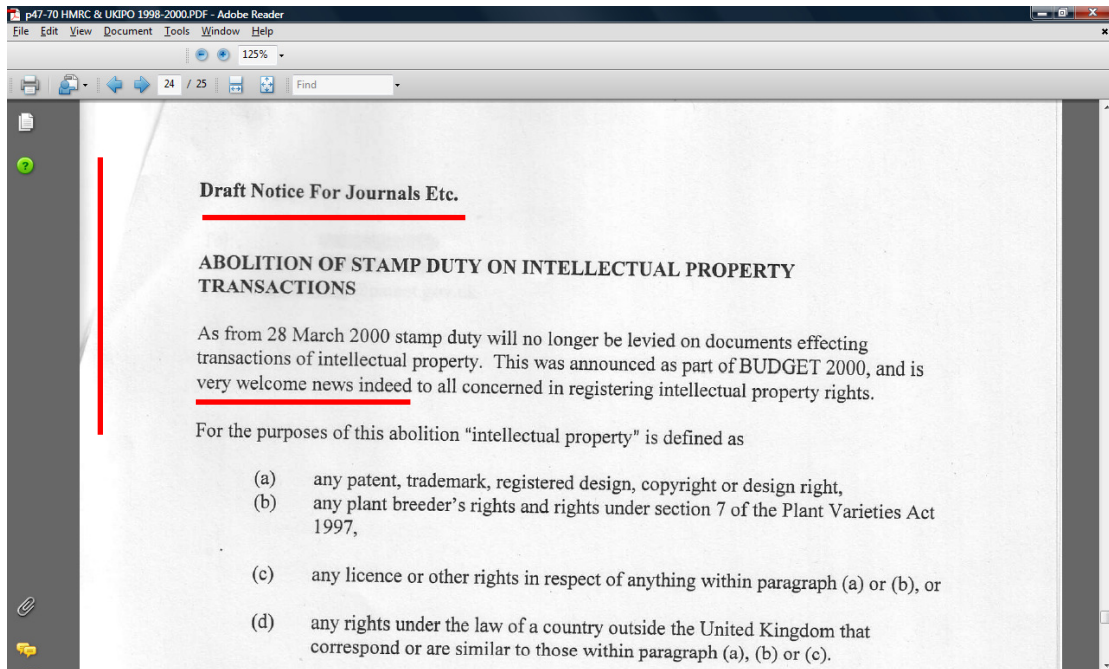 p47-70 HMRC & UKIPO 1998-2000.PDF - Adobe Reader
File Edit View Document Tools Window Help
125%
24 / 25 Find
Draft Notice For Journals Etc.
ABOLITION OF STAMP DUTY ON INTELLECTUAL PROPERTY
TRANSACTIONS
As from 28 March 2000 stamp duty will no longer be levied on documents effecting
transactions of intellectual property. This was announced as part of BUDGET 2000, and is
very welcome news indeed to all concerned in registering intellectual property rights.
For the purposes of this abolition "intellectual property" is defined as
(a) any patent, trademark, registered design, copyright or design right,
(b) any plant breeder's rights and rights under section 7 of the Plant Varieties Act
1997,
(c) any licence or other rights in respect of anything within paragraph (a) or (b), or
(d) any rights under the law of a country outside the United Kingdom that
correspond or are similar to those within paragraph (a), (b) or (c).